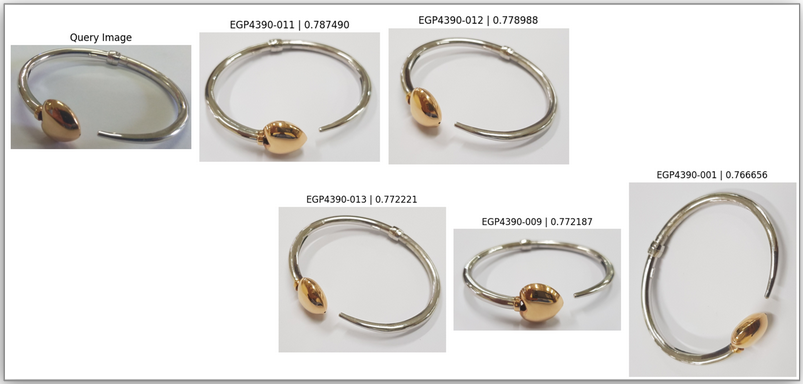 Query Image
EGP4390-011 | 0.787490
EGP4390-012 | 0.778988
EGP4390-013 | 0.772221
EGP4390-009 | 0.772187
EGP4390-001 | 0.766656